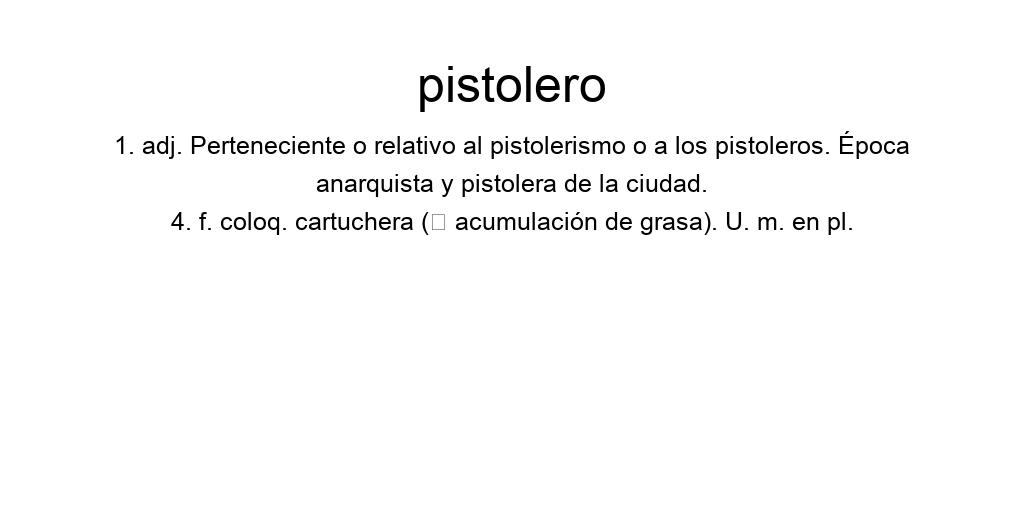 pistolero
1. adj. Perteneciente o relativo al pistolerismo o a los pistoleros. Época
anarquista y pistolera de la ciudad.
4. f. coloq. cartuchera (□ acumulación de grasa). U. m. en pl.